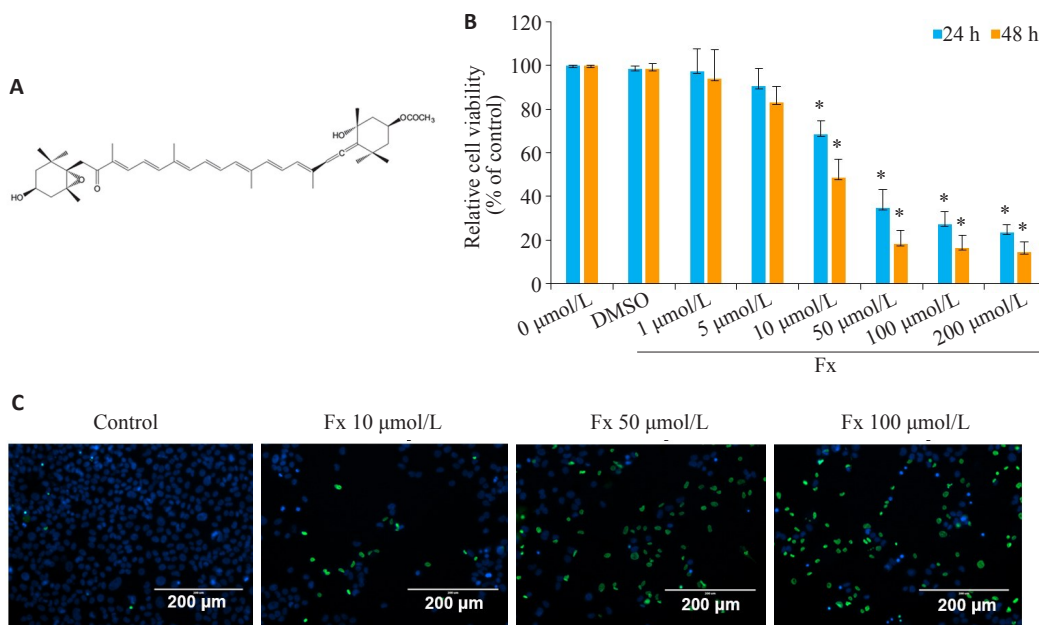 A
HO
O
O
HO
OCOCH₃
B
120
100
80
60
40
20
0
Relative cell viability
(% of control)
24 h
48 h
*
*
*
*
*
*
*
*
0 μmol/L
DMSO
1 μmol/L
5 μmol/L
10 μmol/L
50 μmol/L
100 μmol/L
200 μmol/L
Fx
C
Control
Fx 10 μmol/L
Fx 50 μmol/L
Fx 100 μmol/L
200 μm
200 μm
200 μm
200 μm